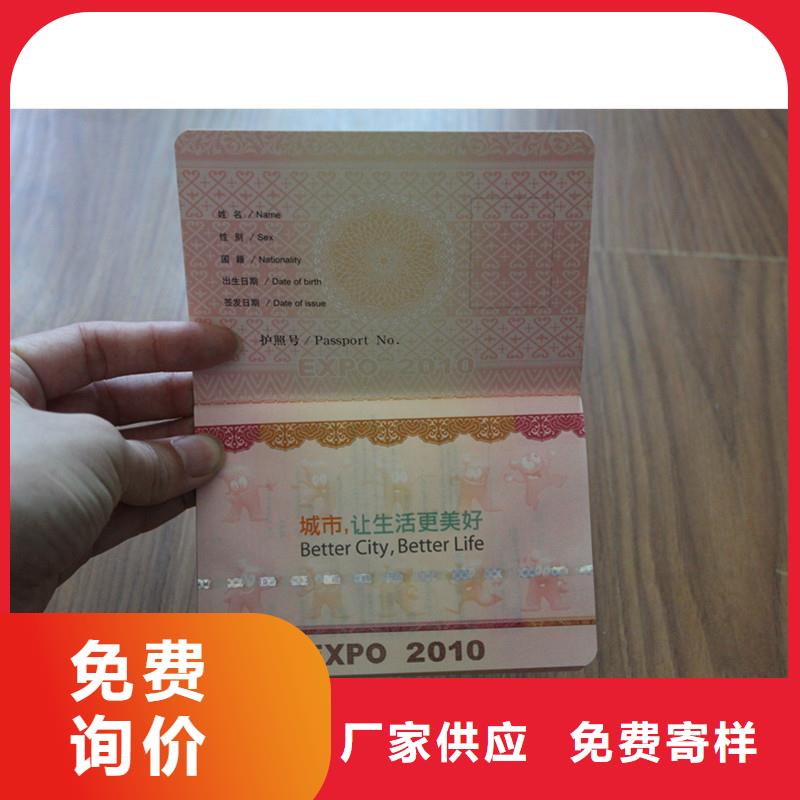 姓 名 / Name
性 别 / Sex
国 籍 / Nationality
出生日期 / Date of birth
签发日期 / Date of issue
护照号 / Passport No.
EXPO 2010
城市,让生活更美好
Better City, Better Life
EXPO 2010
免费
询价
厂家供应 免费寄样